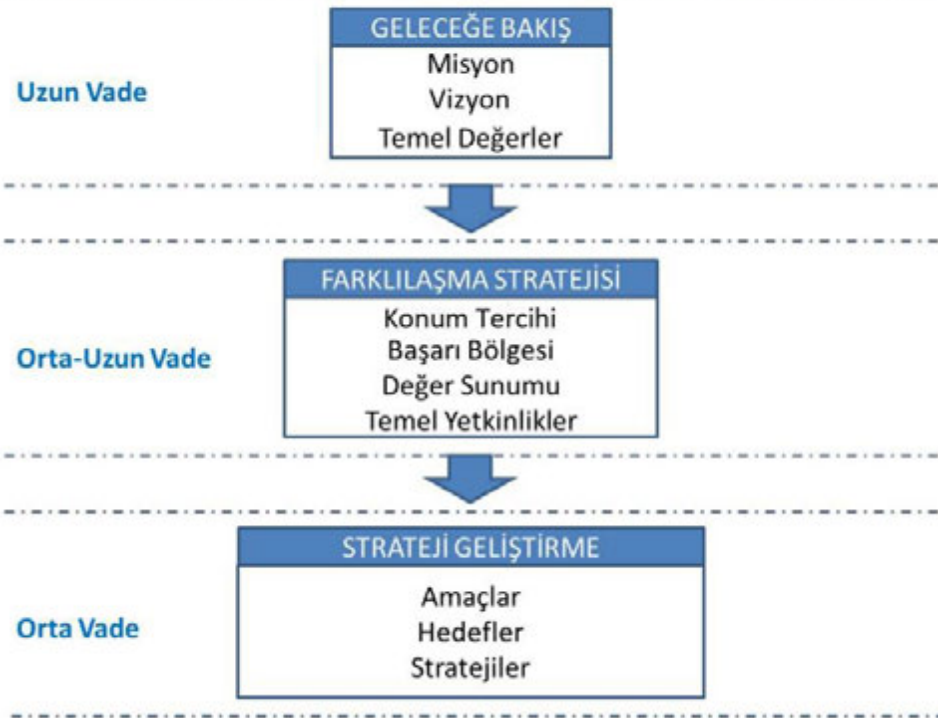 GELECEĞE BAKIŞ
Uzun Vade
Misyon
Vizyon
Temel Değerler
FARKLILAŞMA STRATEJİSİ
Orta-Uzun Vade
Konum Tercihi
Başarı Bölgesi
Değer Sunumu
Temel Yetkinlikler
STRATEJİ GELİŞTİRME
Orta Vade
Amaçlar
Hedefler
Stratejiler